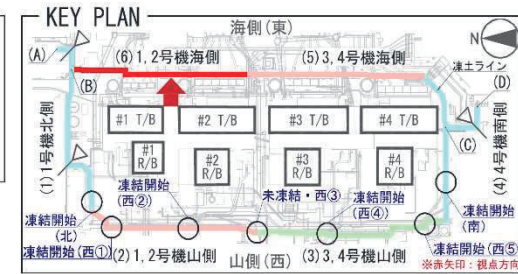 KEY PLAN
海側(東)
N
(A)
(6) 1,2号機海側
(5) 3,4号機海側
凍土ライン
(B)
(D)
(C)
#1 T/B
#2 T/B
#3 T/B
#4 T/B
#1
R/B
#2
R/B
#3
R/B
#4
R/B
(1) 1号機北側
(4) 4号機南側
凍結開始
(西②)
未凍結・西③
凍結開始
(西④)
凍結開始
(南)
凍結開始
(北)
凍結開始(西①)
(2) 1,2号機山側
山側(西)
(3) 3,4号機山側
凍結開始(西⑤
※赤矢印:視点方向